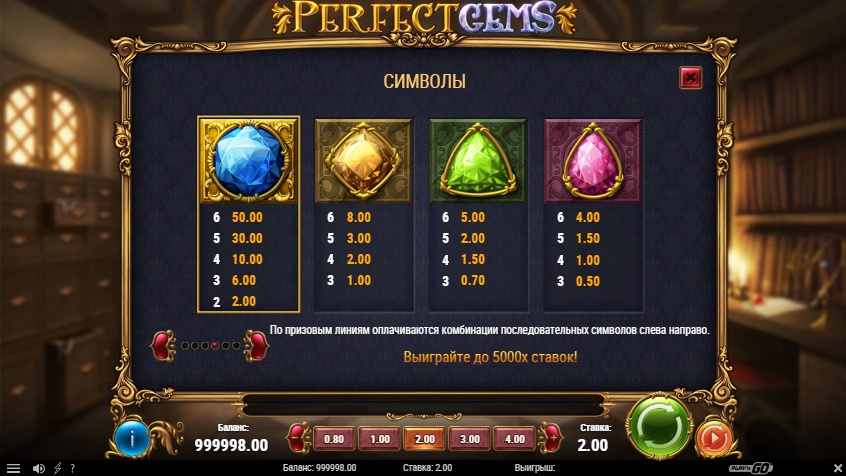 PERFECT GEMS
СИМВОЛЫ
6 50.00
5 30.00
4 10.00
3 6.00
2 2.00
6 8.00
5 3.00
4 2.00
3 1.00
6 5.00
5 2.00
4 1.50
3 0.70
6 4.00
5 1.50
4 1.00
3 0.50
По призовым линиям оплачиваются комбинации последовательных символов слева направо.
Выиграйте до 5000x ставок!
Баланс:
999998.00
0.80 1.00 2.00 3.00 4.00
Ставка:
2.00
Баланс: 999998.00 Ставка: 2.00 Выигрыш:
PLAY'N GO